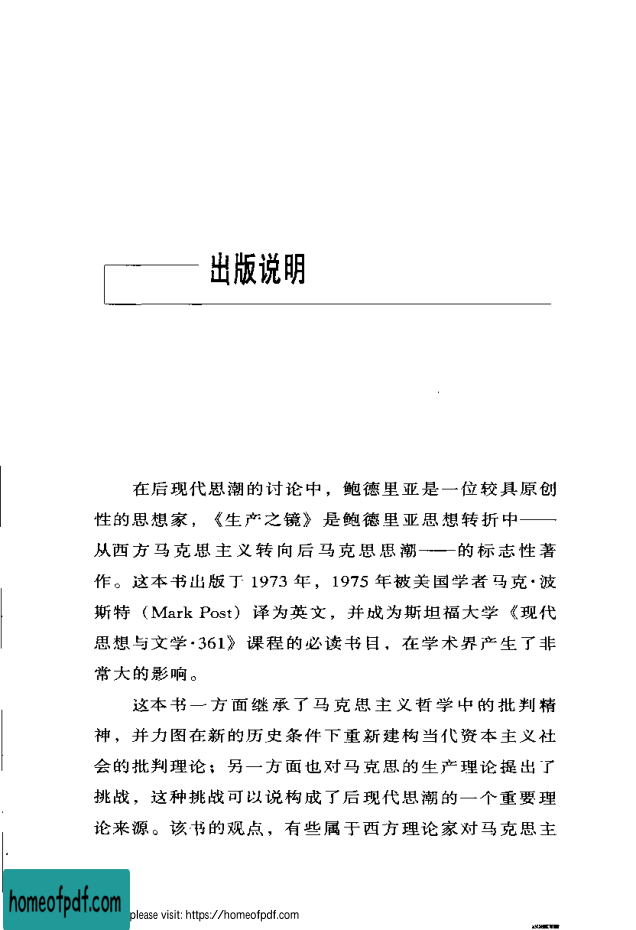 出版说明
在后现代思潮的讨论中，鲍德里亚是一位较具原创
性的思想家，《生产之镜》是鲍德里亚思想转折中——
从西方马克思主义转向后马克思思潮——的标志性著
作。这本书出版于 1973 年，1975 年被美国学者马克·波
斯特（Mark Post）译为英文，并成为斯坦福大学《现代
思想与文学·361》课程的必读书目，在学术界产生了非
常大的影响。
这本书一方面继承了马克思主义哲学中的批判精
神，并力图在新的历史条件下重新建构当代资本主义社
会的批判理论；另一方面也对马克思的生产理论提出了
挑战，这种挑战可以说构成了后现代思潮的一个重要理
论来源。该书的观点，有些属于西方理论家对马克思主
homeofpdf.com
please visit: https://homeofpdf.com